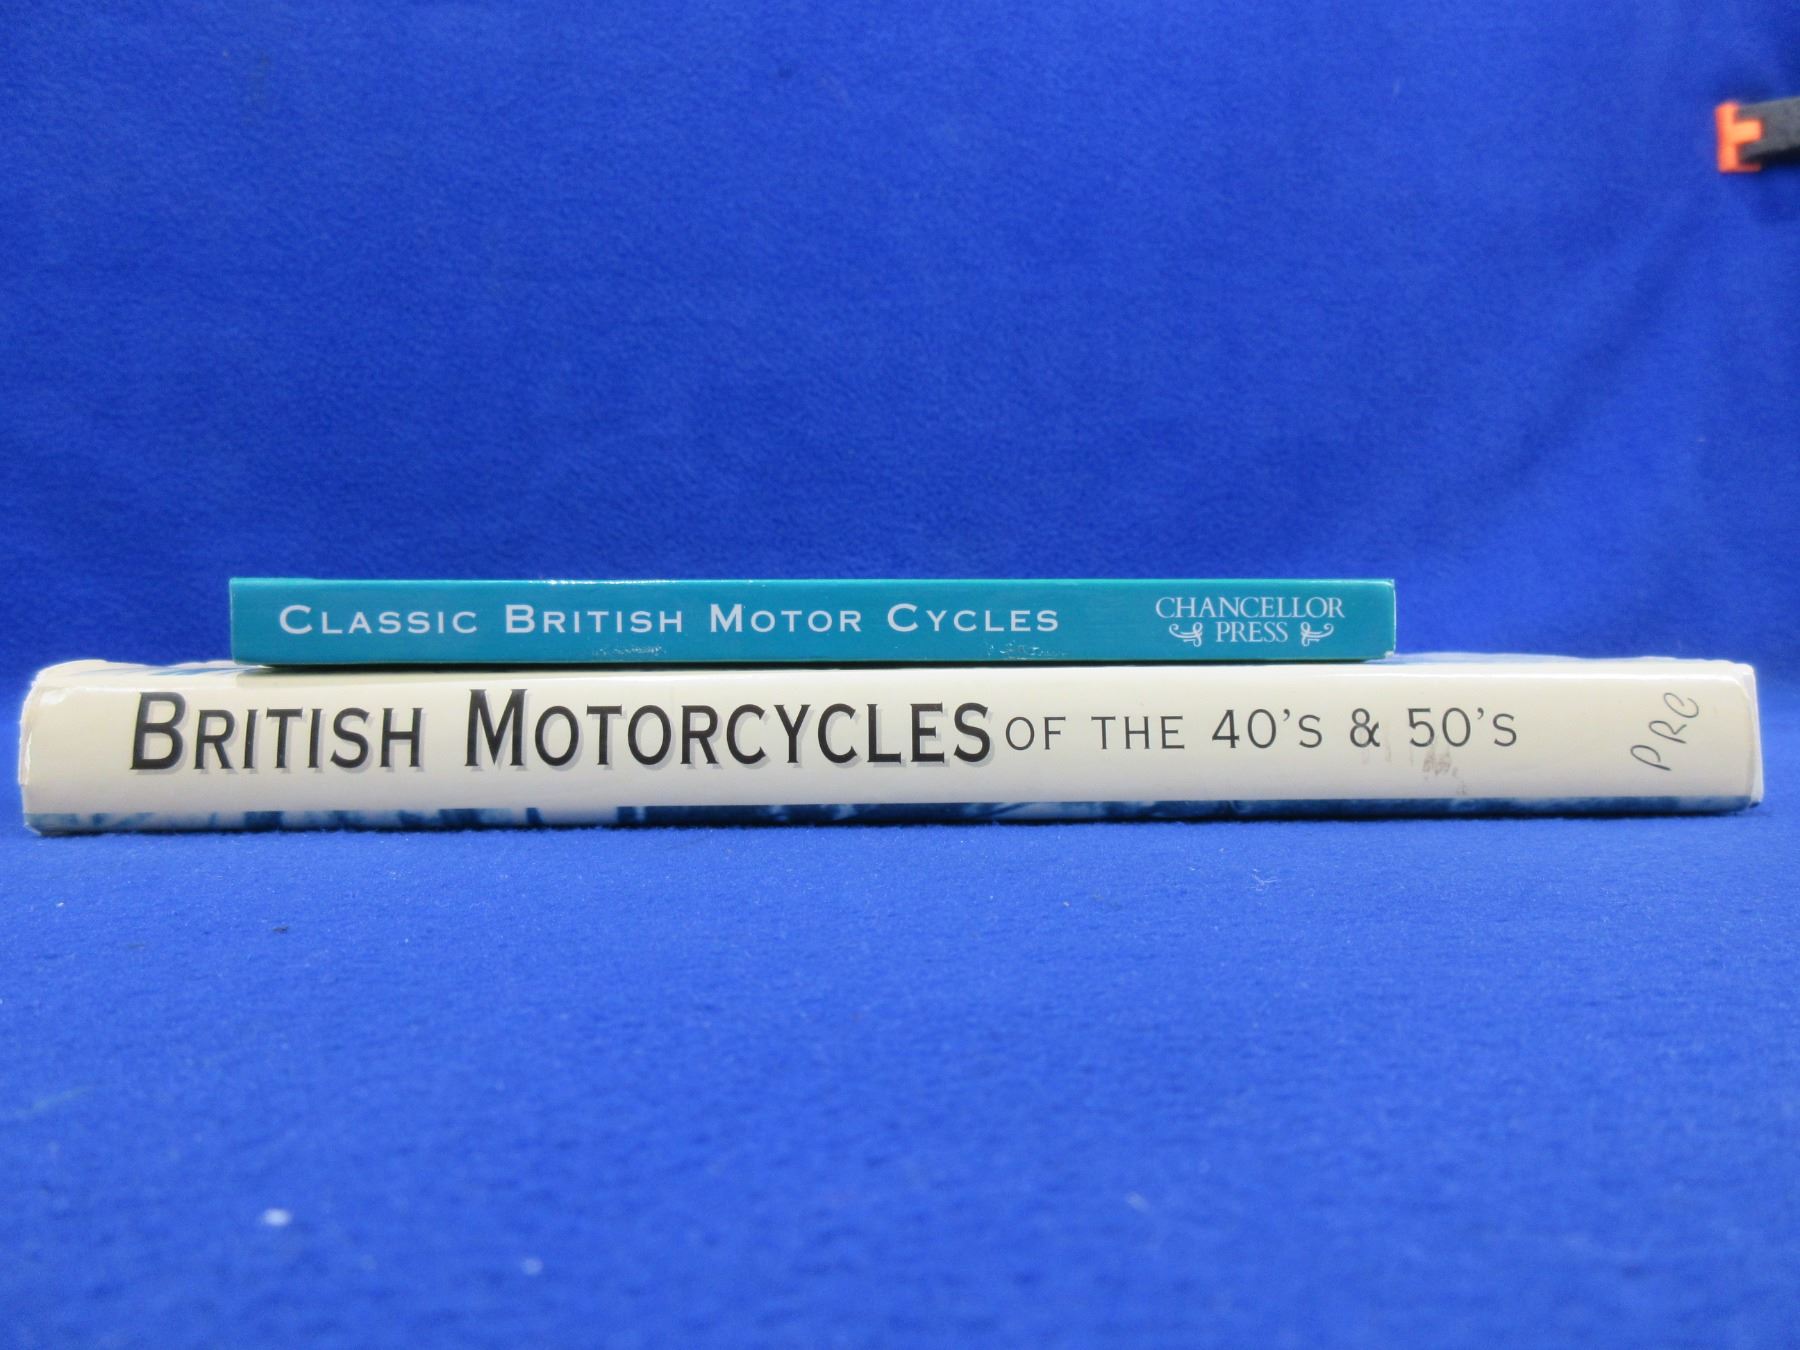 CLASSIC BRITISH MOTOR CYCLES
CHANCELLOR
PRESS
BRITISH MOTORCYCLES OF THE 40'S & 50'S
PRC